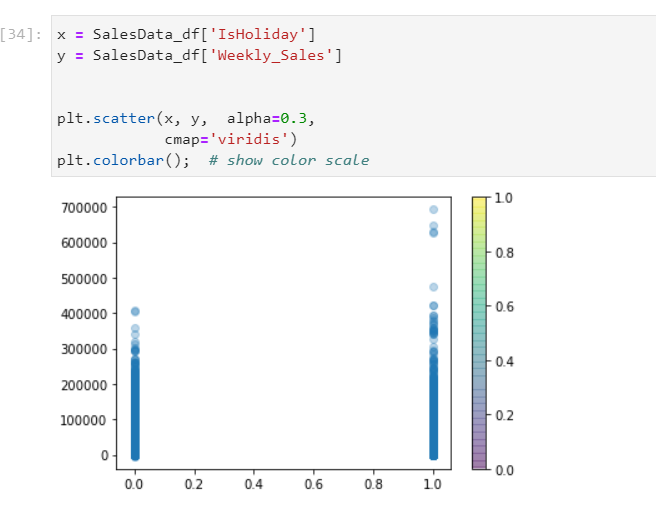 [34]:
x = SalesData_df['IsHoliday']
y = SalesData_df['Weekly_Sales']
plt.scatter(x, y,  alpha=0.3,
            cmap='viridis')
plt.colorbar();  # show color scale
700000
600000
500000
400000
300000
200000
100000
0
0.0 0.2 0.4 0.6 0.8 1.0
1.0
0.8
0.6
0.4
0.2
0.0